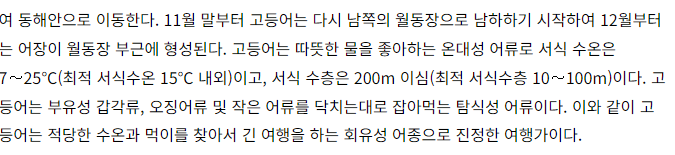 여 동해안으로 이동한다. 11월 말부터 고등어는 다시 남쪽의 월동장으로 남하하기 시작하여 12월부터
는 어장이 월동장 부근에 형성된다. 고등어는 따뜻한 물을 좋아하는 온대성 어류로 서식 수온은
7～25℃(최적 서식수온 15℃ 내외)이고, 서식 수층은 200m 이심(최적 서식수층 10～100m)이다. 고
등어는 부유성 갑각류, 오징어류 및 작은 어류를 닥치는대로 잡아먹는 탐식성 어류이다. 이와 같이 고
등어는 적당한 수온과 먹이를 찾아서 긴 여행을 하는 회유성 어종으로 진정한 여행가이다.